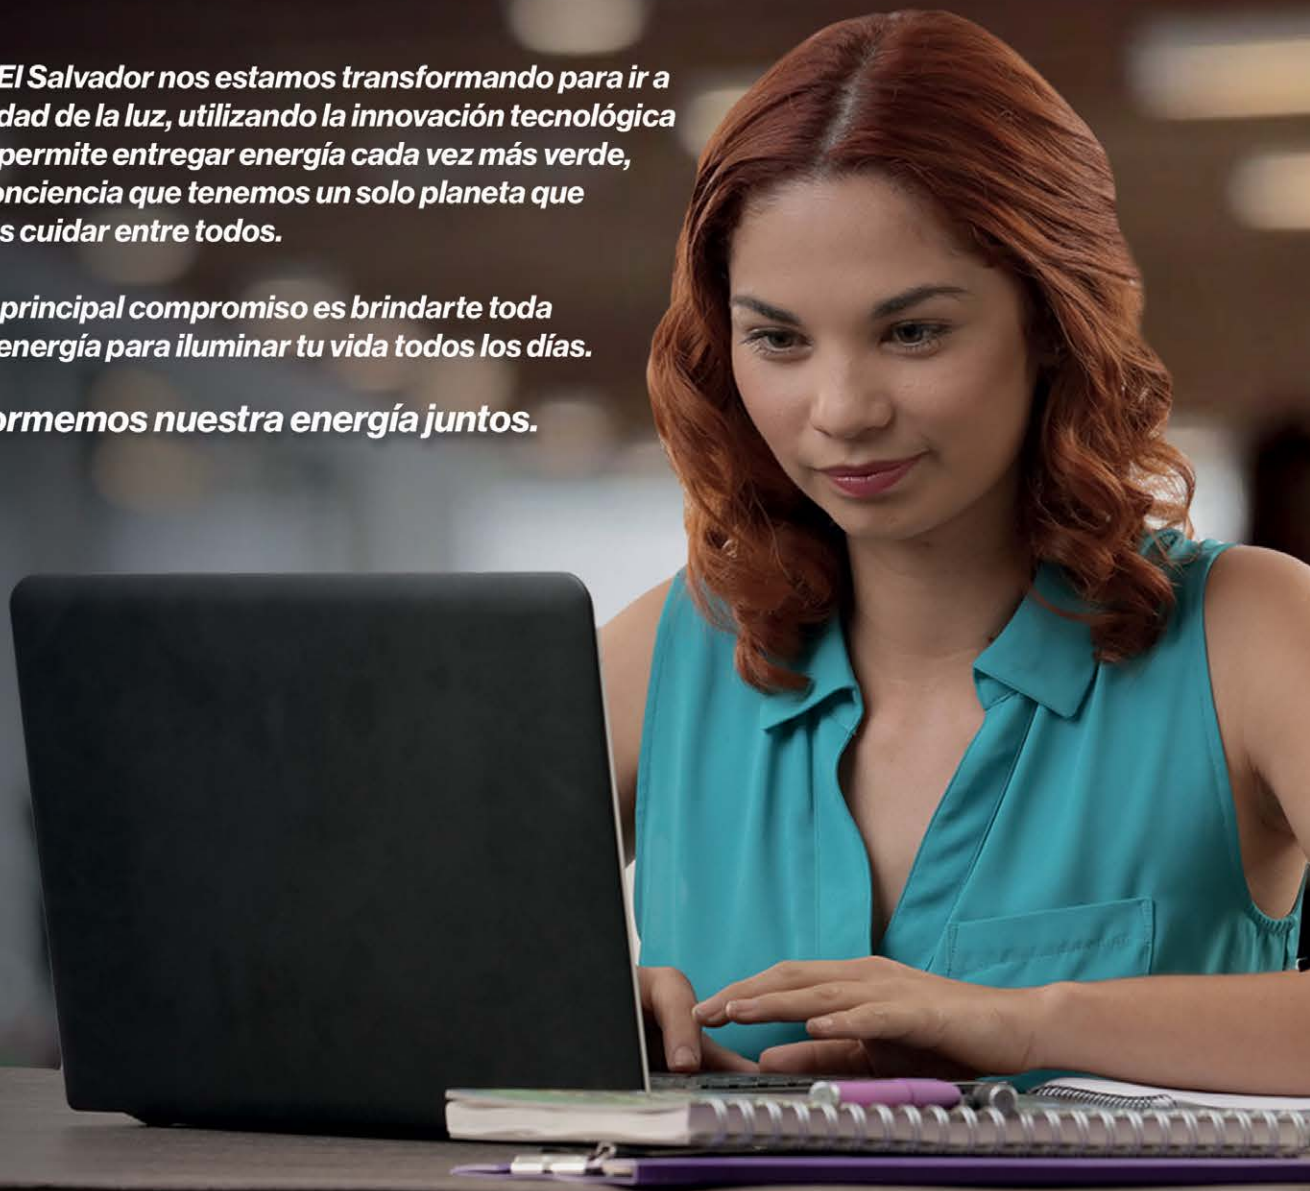 El Salvador nos estamos transformando para ir a
dad de la luz, utilizando la innovación tecnológica
permite entregar energía cada vez más verde,
onciencia que tenemos un solo planeta que
s cuidar entre todos.
principal compromiso es brindarte toda
energía para iluminar tu vida todos los días.
ormemos nuestra energía juntos.